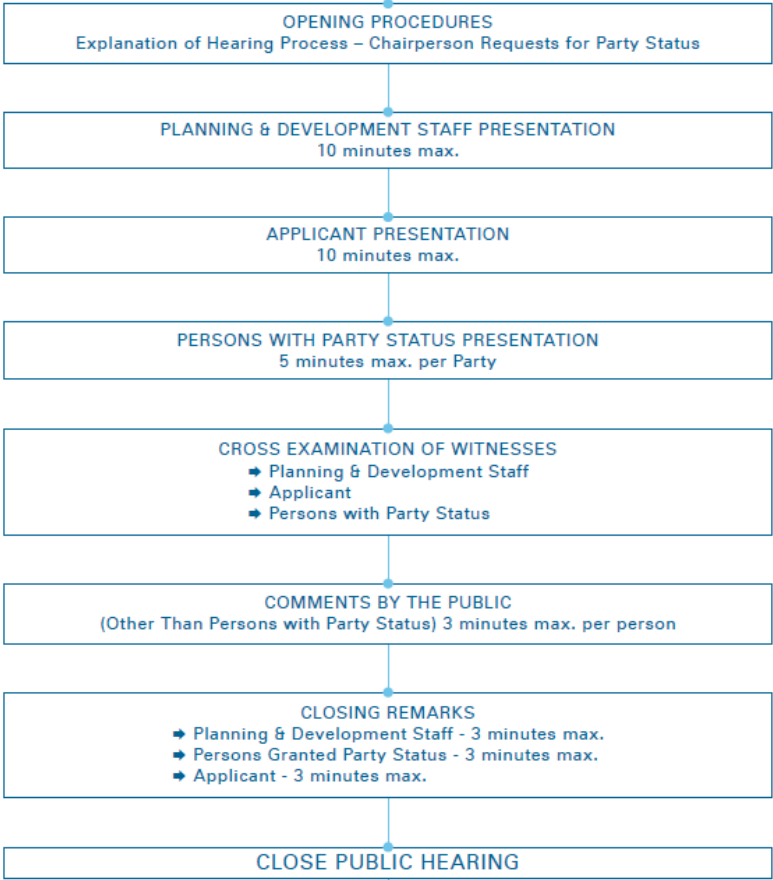 OPENING PROCEDURES
Explanation of Hearing Process – Chairperson Requests for Party Status
PLANNING & DEVELOPMENT STAFF PRESENTATION
10 minutes max.
APPLICANT PRESENTATION
10 minutes max.
PERSONS WITH PARTY STATUS PRESENTATION
5 minutes max. per Party
CROSS EXAMINATION OF WITNESSES
➡ Planning & Development Staff
➡ Applicant
➡ Persons with Party Status
COMMENTS BY THE PUBLIC
(Other Than Persons with Party Status) 3 minutes max. per person
CLOSING REMARKS
➡ Planning & Development Staff - 3 minutes max.
➡ Persons Granted Party Status - 3 minutes max.
➡ Applicant - 3 minutes max.
CLOSE PUBLIC HEARING